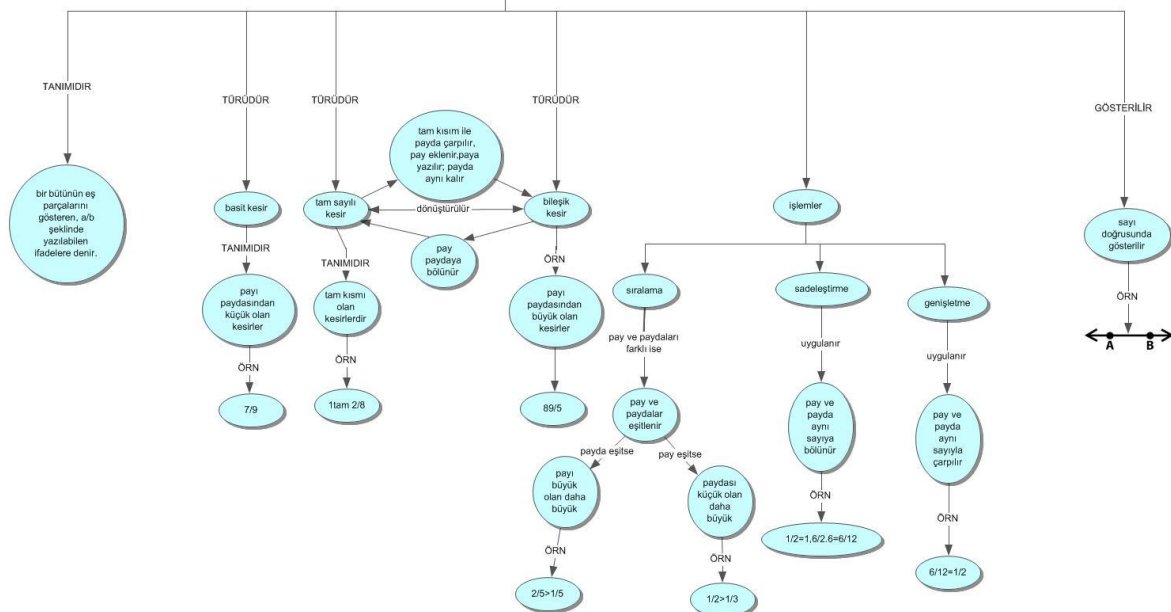 TANIMIDIR
bir bütünün eş
parçalarını
gösteren, a/b
şeklinde
yazılabilen
ifadelere denir.
TÜRÜDÜR
basit kesir
TANIMIDIR
payı
paydasından
küçük olan
kesirler
ÖRN
7/9
TÜRÜDÜR
tam sayılı
kesir
TANIMIDIR
tam kısmı
olan
kesirlerdir
ÖRN
1tam 2/8
tam kısım ile
payda çarpılır,
pay eklenir,paya
yazılır; payda
aynı kalır
dönüştürülür
pay
paydaya
bölünür
TÜRÜDÜR
bileşik
kesir
ÖRN
payı
paydasından
büyük olan
kesirler
89/5
işlemler
sıralama
pay ve paydaları
farklı ise
pay ve
paydalar
eşitlenir
payda eşitse
payı
büyük
olan daha
büyük
ÖRN
2/5>1/5
pay eşitse
paydası
küçük olan
daha
büyük
ÖRN
1/2>1/3
sadeleştirme
uygulanır
pay ve
payda
aynı
sayıya
bölünür
ÖRN
1/2=1,6/2.6=6/12
genişletme
uygulanır
pay ve
payda
aynı
sayıyla
çarpılır
ÖRN
6/12=1/2
GÖSTERİLİR
sayı
doğrusunda
gösterilir
ÖRN
A B